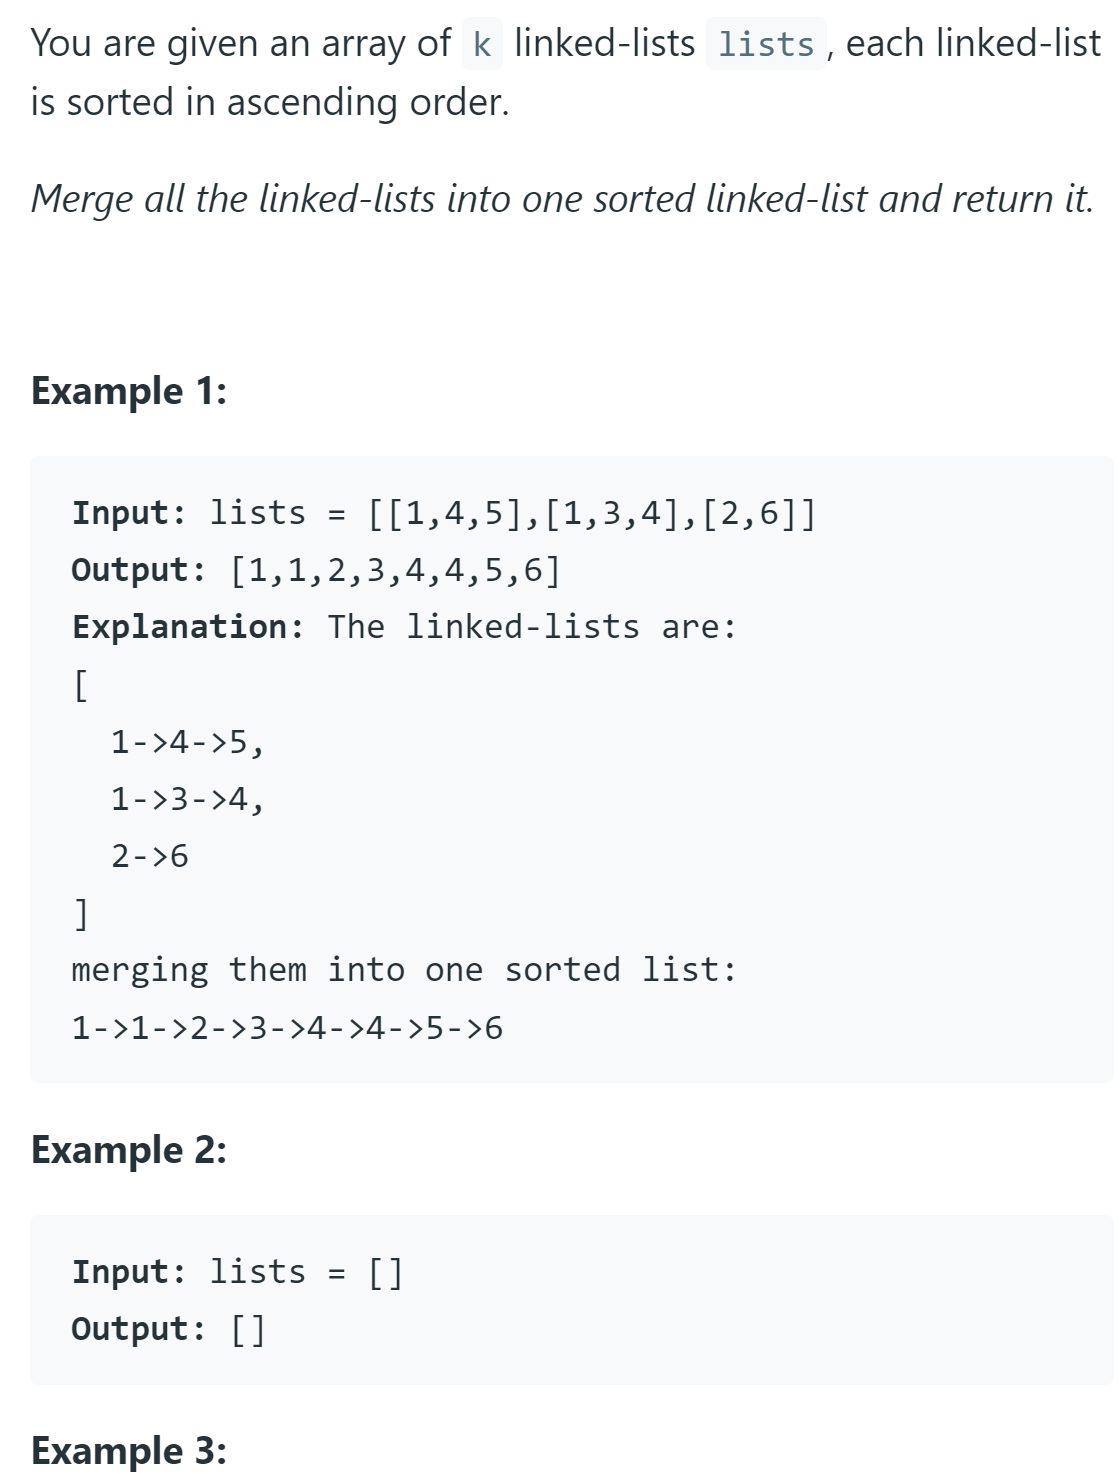 You are given an array of k linked-lists lists, each linked-list
is sorted in ascending order.
Merge all the linked-lists into one sorted linked-list and return it.
Example 1:
Input: lists = [[1,4,5],[1,3,4],[2,6]]
Output: [1,1,2,3,4,4,5,6]
Explanation: The linked-lists are:
[
  1->4->5,
  1->3->4,
  2->6
]
merging them into one sorted list:
1->1->2->3->4->4->5->6
Example 2:
Input: lists = []
Output: []
Example 3: